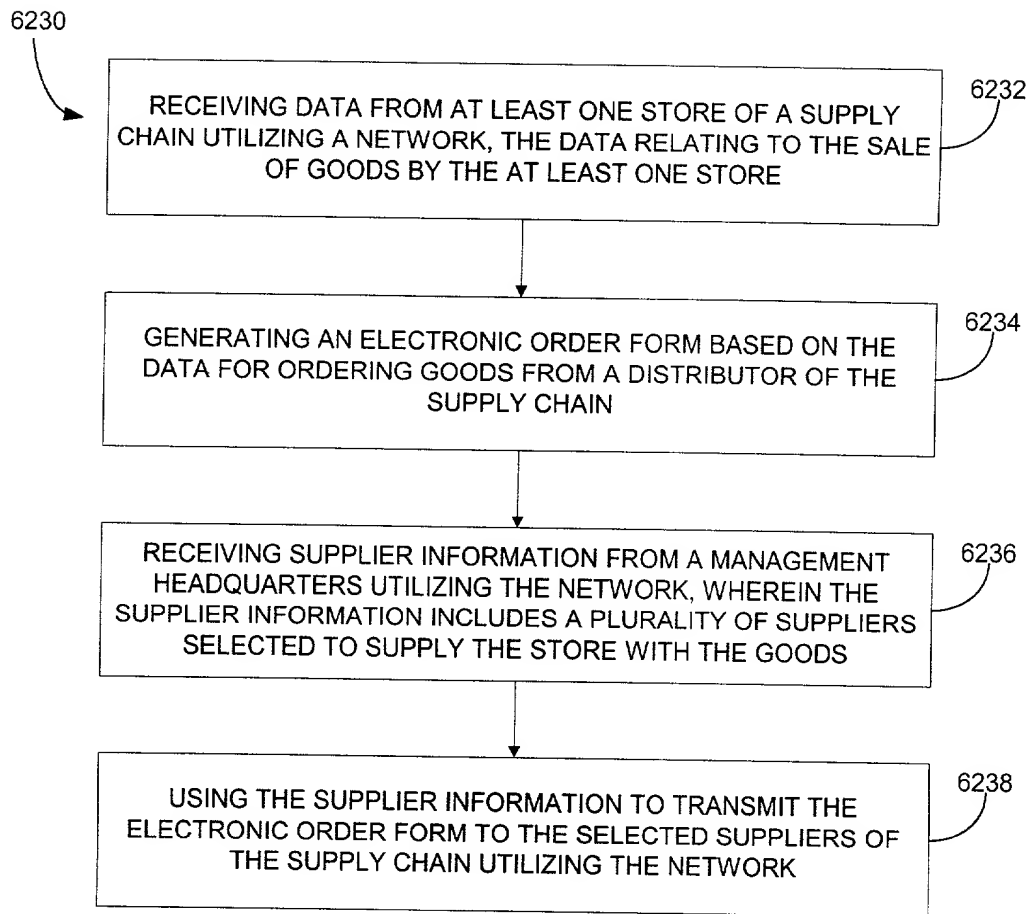 6230
RECEIVING DATA FROM AT LEAST ONE STORE OF A SUPPLY
CHAIN UTILIZING A NETWORK, THE DATA RELATING TO THE SALE
OF GOODS BY THE AT LEAST ONE STORE
6232
GENERATING AN ELECTRONIC ORDER FORM BASED ON THE
DATA FOR ORDERING GOODS FROM A DISTRIBUTOR OF THE
SUPPLY CHAIN
6234
RECEIVING SUPPLIER INFORMATION FROM A MANAGEMENT
HEADQUARTERS UTILIZING THE NETWORK, WHEREIN THE
SUPPLIER INFORMATION INCLUDES A PLURALITY OF SUPPLIERS
SELECTED TO SUPPLY THE STORE WITH THE GOODS
6236
USING THE SUPPLIER INFORMATION TO TRANSMIT THE
ELECTRONIC ORDER FORM TO THE SELECTED SUPPLIERS OF
THE SUPPLY CHAIN UTILIZING THE NETWORK
6238